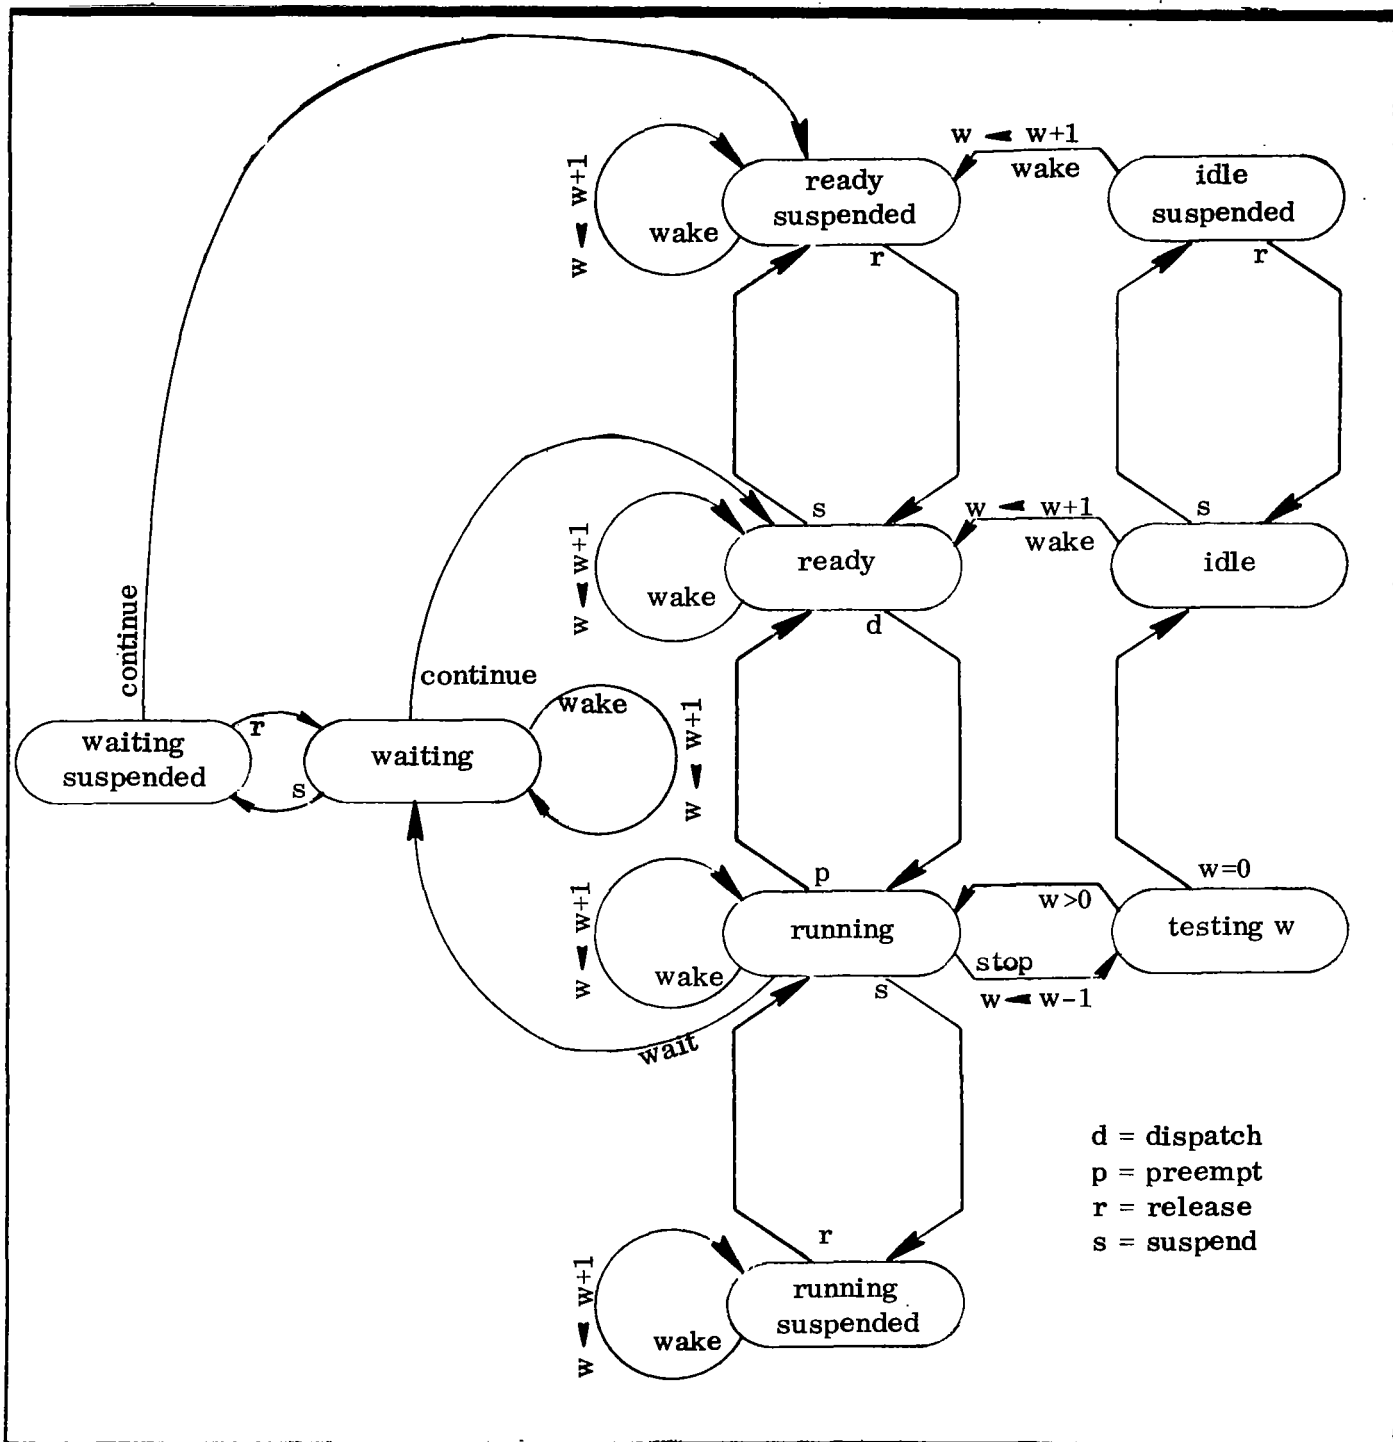 w ◄ w+1
wake
ready
suspended
idle
suspended
w ◄ w+1
wake
r
r
s
s
w ◄ w+1
wake
ready
idle
w ◄ w+1
wake
d
continue
continue
wake
w ◄ w+1
r
waiting
suspended
waiting
s
p
w=0
w>0
running
testing w
w ◄ w+1
wake
stop
s
w ◄ w-1
wait
d = dispatch
p = preempt
r = release
s = suspend
r
running
suspended
w ◄ w+1
wake